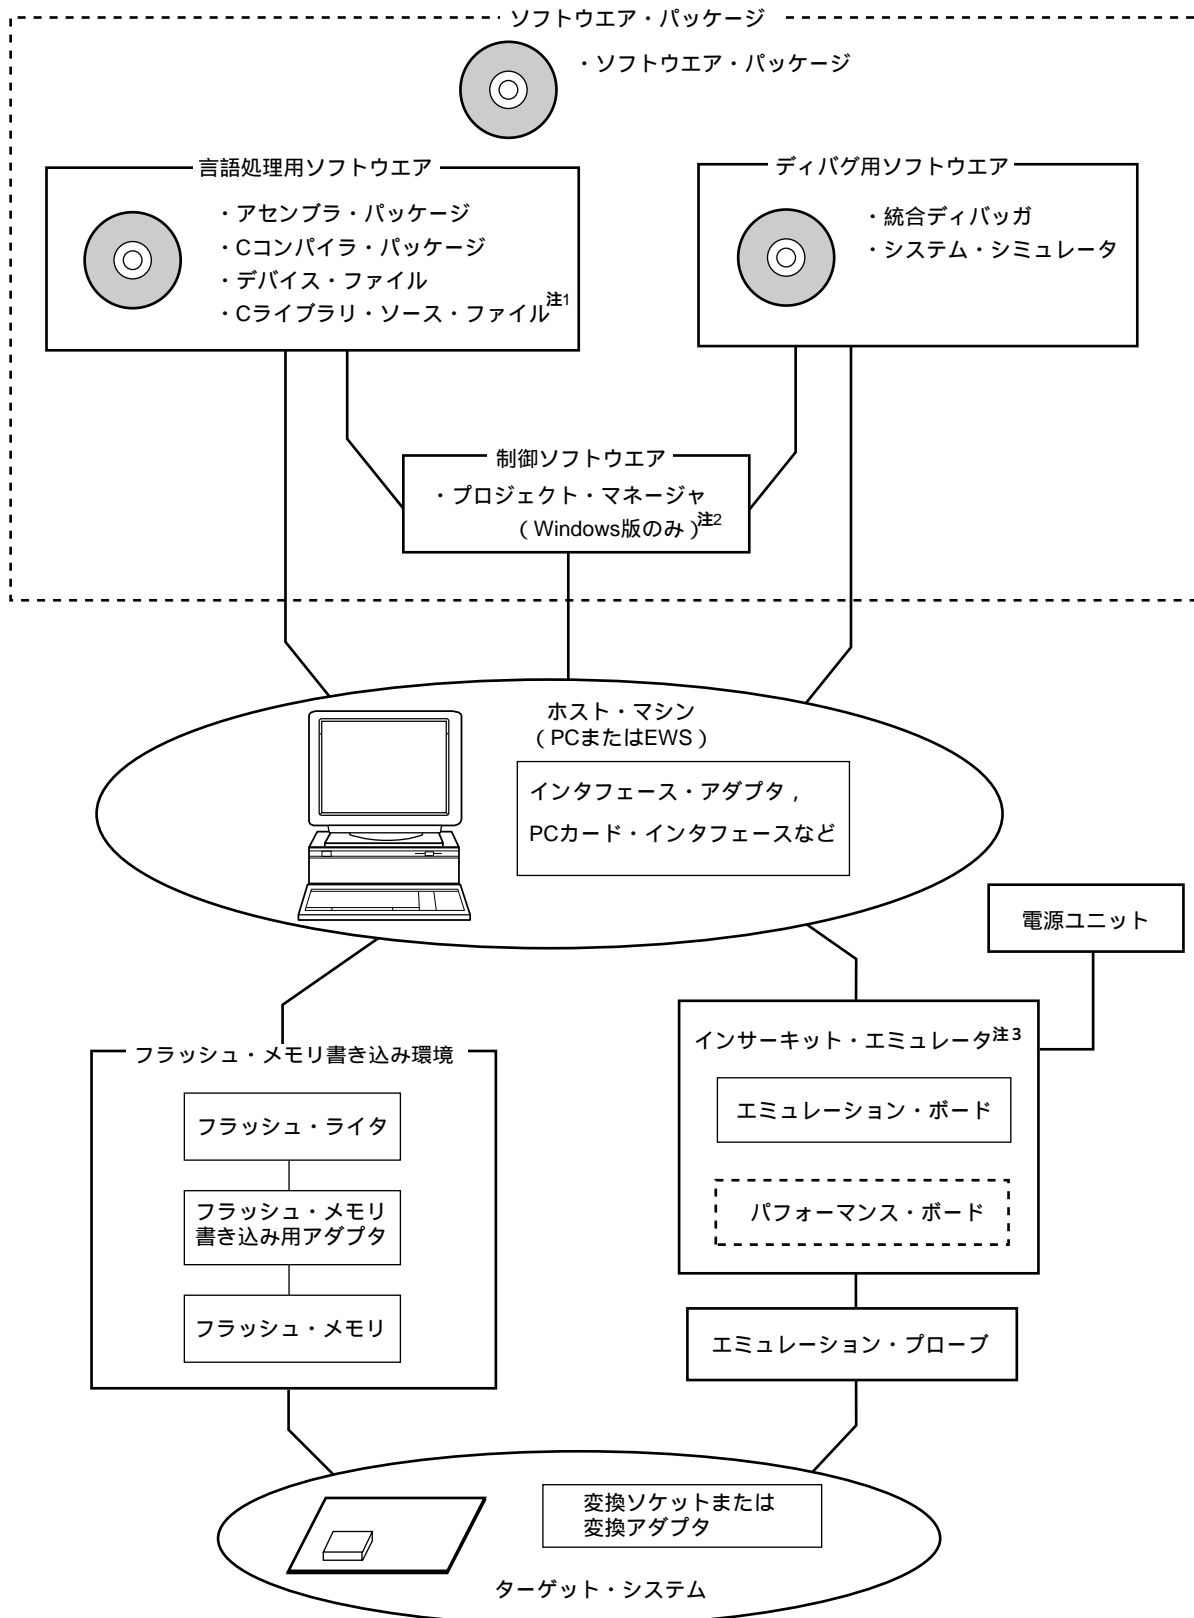 ソフトウエア・パッケージ
・ソフトウエア・パッケージ
言語処理用ソフトウエア
・アセンブラ・パッケージ
・Cコンパイラ・パッケージ
・デバイス・ファイル
・Cライブラリ・ソース・ファイル注1
ディバグ用ソフトウエア
・統合ディバッガ
・システム・シミュレータ
制御ソフトウエア
・プロジェクト・マネージャ
(Windows版のみ)注2
ホスト・マシン
(PCまたはEWS)
インタフェース・アダプタ,
PCカード・インタフェースなど
電源ユニット
フラッシュ・メモリ書き込み環境
フラッシュ・ライタ
フラッシュ・メモリ
書き込み用アダプタ
フラッシュ・メモリ
インサーキット・エミュレータ注3
エミュレーション・ボード
パフォーマンス・ボード
エミュレーション・プローブ
変換ソケットまたは
変換アダプタ
ターゲット・システム